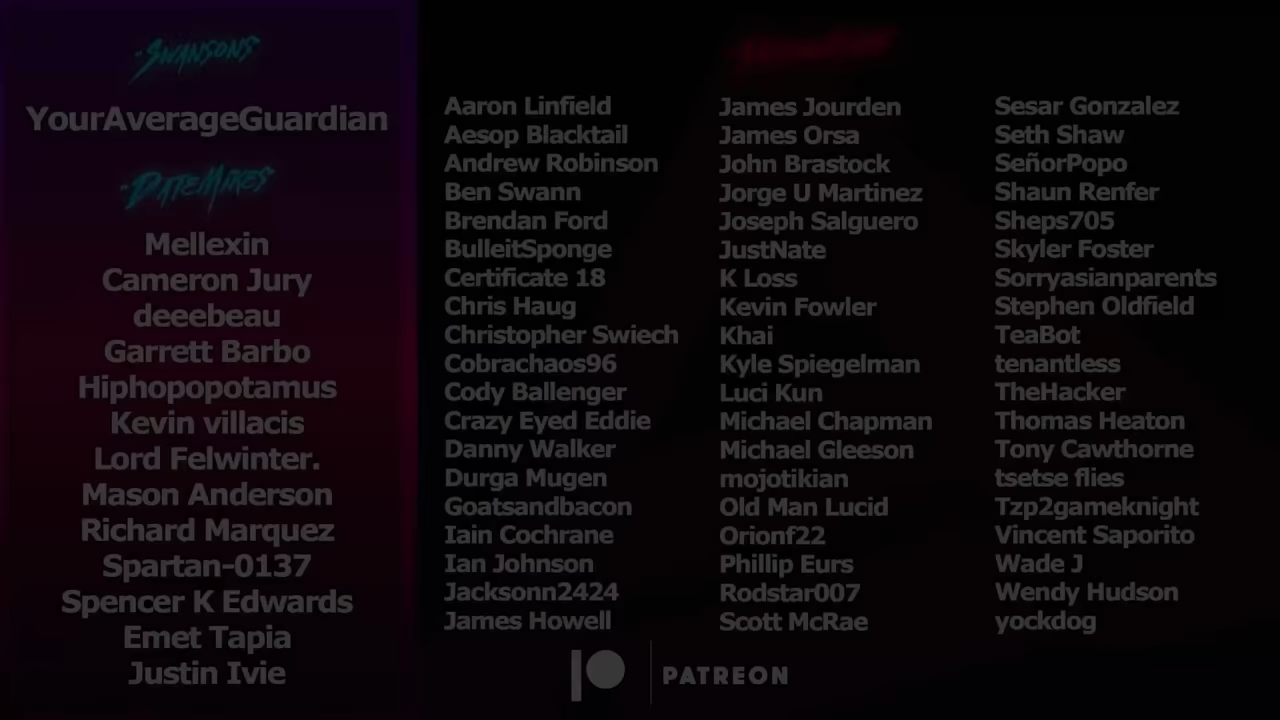 -Swansons
YourAverageGuardian
-DateMikes
Mellexin
Cameron Jury
deeebeau
Garrett Barbo
Hiphopopotamus
Kevin villacis
Lord Felwinter.
Mason Anderson
Richard Marquez
Spartan-0137
Spencer K Edwards
Emet Tapia
Justin Ivie
Aaron Linfield
Aesop Blacktail
Andrew Robinson
Ben Swann
Brendan Ford
BulleitSponge
Certificate 18
Chris Haug
Christopher Swiech
Cobrachaos96
Cody Ballenger
Crazy Eyed Eddie
Danny Walker
Durga Mugen
Goatsandbacon
Iain Cochrane
Ian Johnson
Jacksonn2424
James Howell
James Jourden
James Orsa
John Brastock
Jorge U Martinez
Joseph Salguero
JustNate
K Loss
Kevin Fowler
Khai
Kyle Spiegelman
Luci Kun
Michael Chapman
Michael Gleeson
mojotikian
Old Man Lucid
Orionf22
Phillip Eurs
Rodstar007
Scott McRae
Sesar Gonzalez
Seth Shaw
SeñorPopo
Shaun Renfer
Sheps705
Skyler Foster
Sorryasianparents
Stephen Oldfield
TeaBot
tenantless
TheHacker
Thomas Heaton
Tony Cawthorne
tsetse flies
Tzp2gameknight
Vincent Saporito
Wade J
Wendy Hudson
yockdog
PATREON